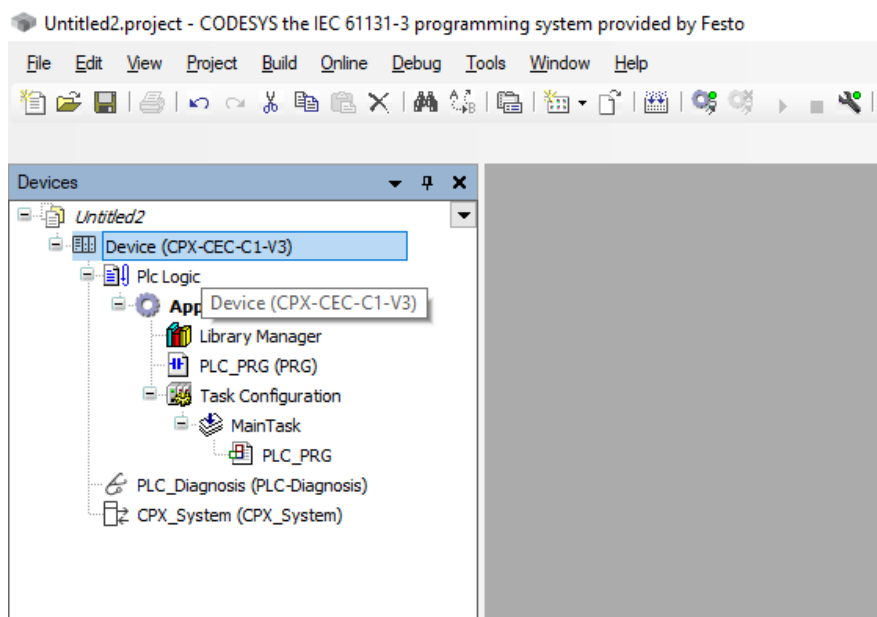 Untitled2.project - CODESYS the IEC 61131-3 programming system provided by Festo
File Edit View Project Build Online Debug Tools Window Help
Devices
Untitled2
Device (CPX-CEC-C1-V3)
Plc Logic
App
Device (CPX-CEC-C1-V3)
Library Manager
PLC_PRG (PRG)
Task Configuration
MainTask
PLC_PRG
PLC_Diagnosis (PLC-Diagnosis)
CPX_System (CPX_System)